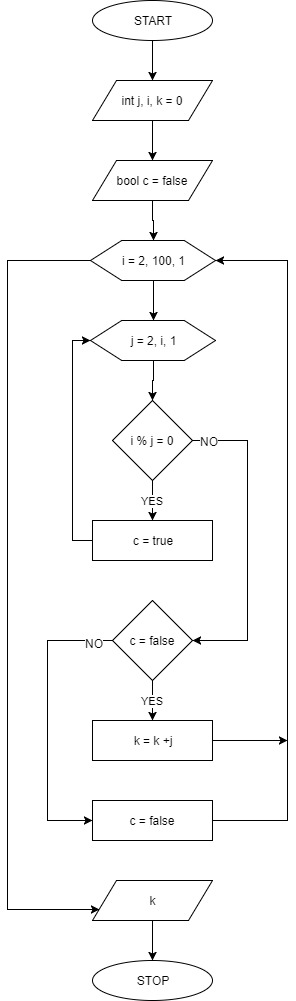 START
int j, i, k = 0
bool c = false
i = 2, 100, 1
j = 2, i, 1
i % j = 0
NO
YES
c = true
c = false
NO
YES
k = k +j
c = false
k
STOP